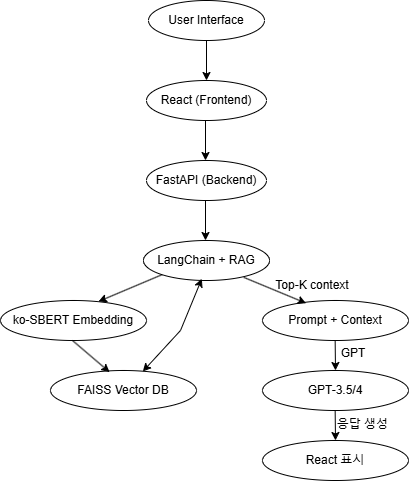 User Interface
React (Frontend)
FastAPI (Backend)
LangChain + RAG
Top-K context
ko-SBERT Embedding
Prompt + Context
GPT
FAISS Vector DB
GPT-3.5/4
응답 생성
React 표시